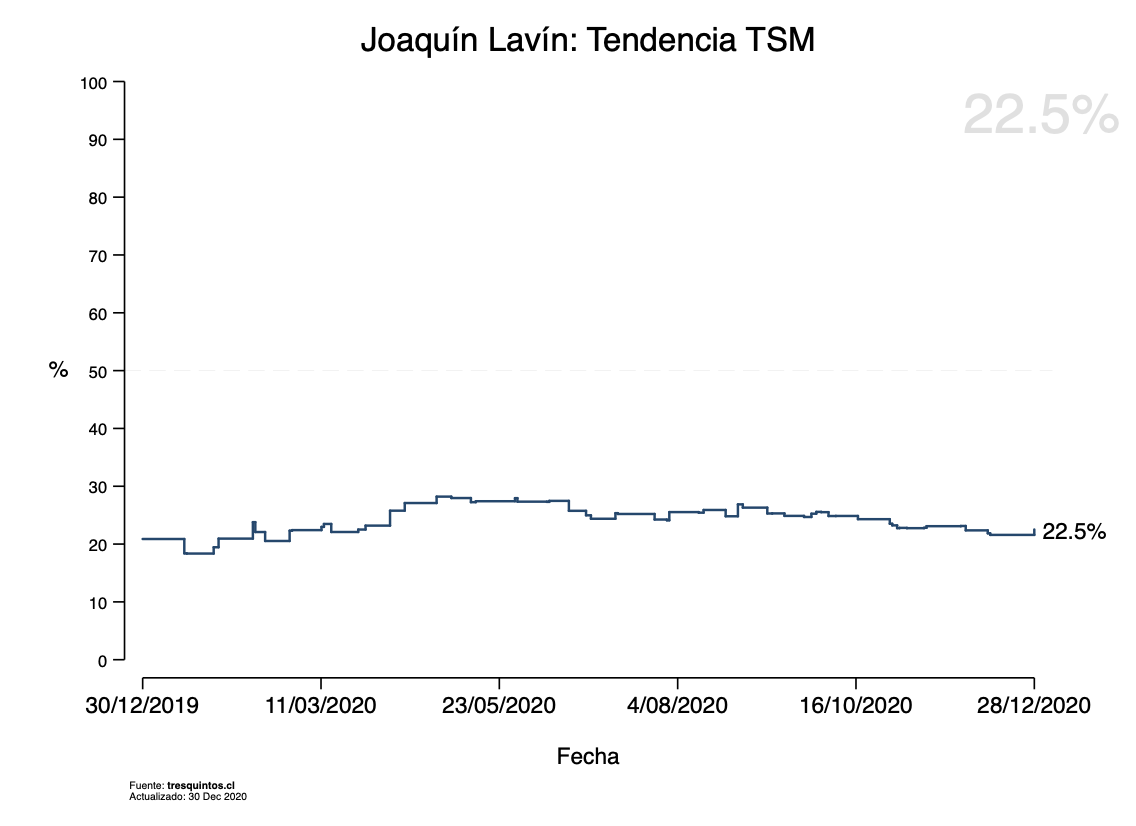 Joaquín Lavín: Tendencia TSM
22.5%
100
90
80
70
60
% 50
40
30
20
10
0
22.5%
30/12/2019 11/03/2020 23/05/2020 4/08/2020 16/10/2020 28/12/2020
Fecha
Fuente: tresquintos.cl
Actualizado: 30 Dec 2020